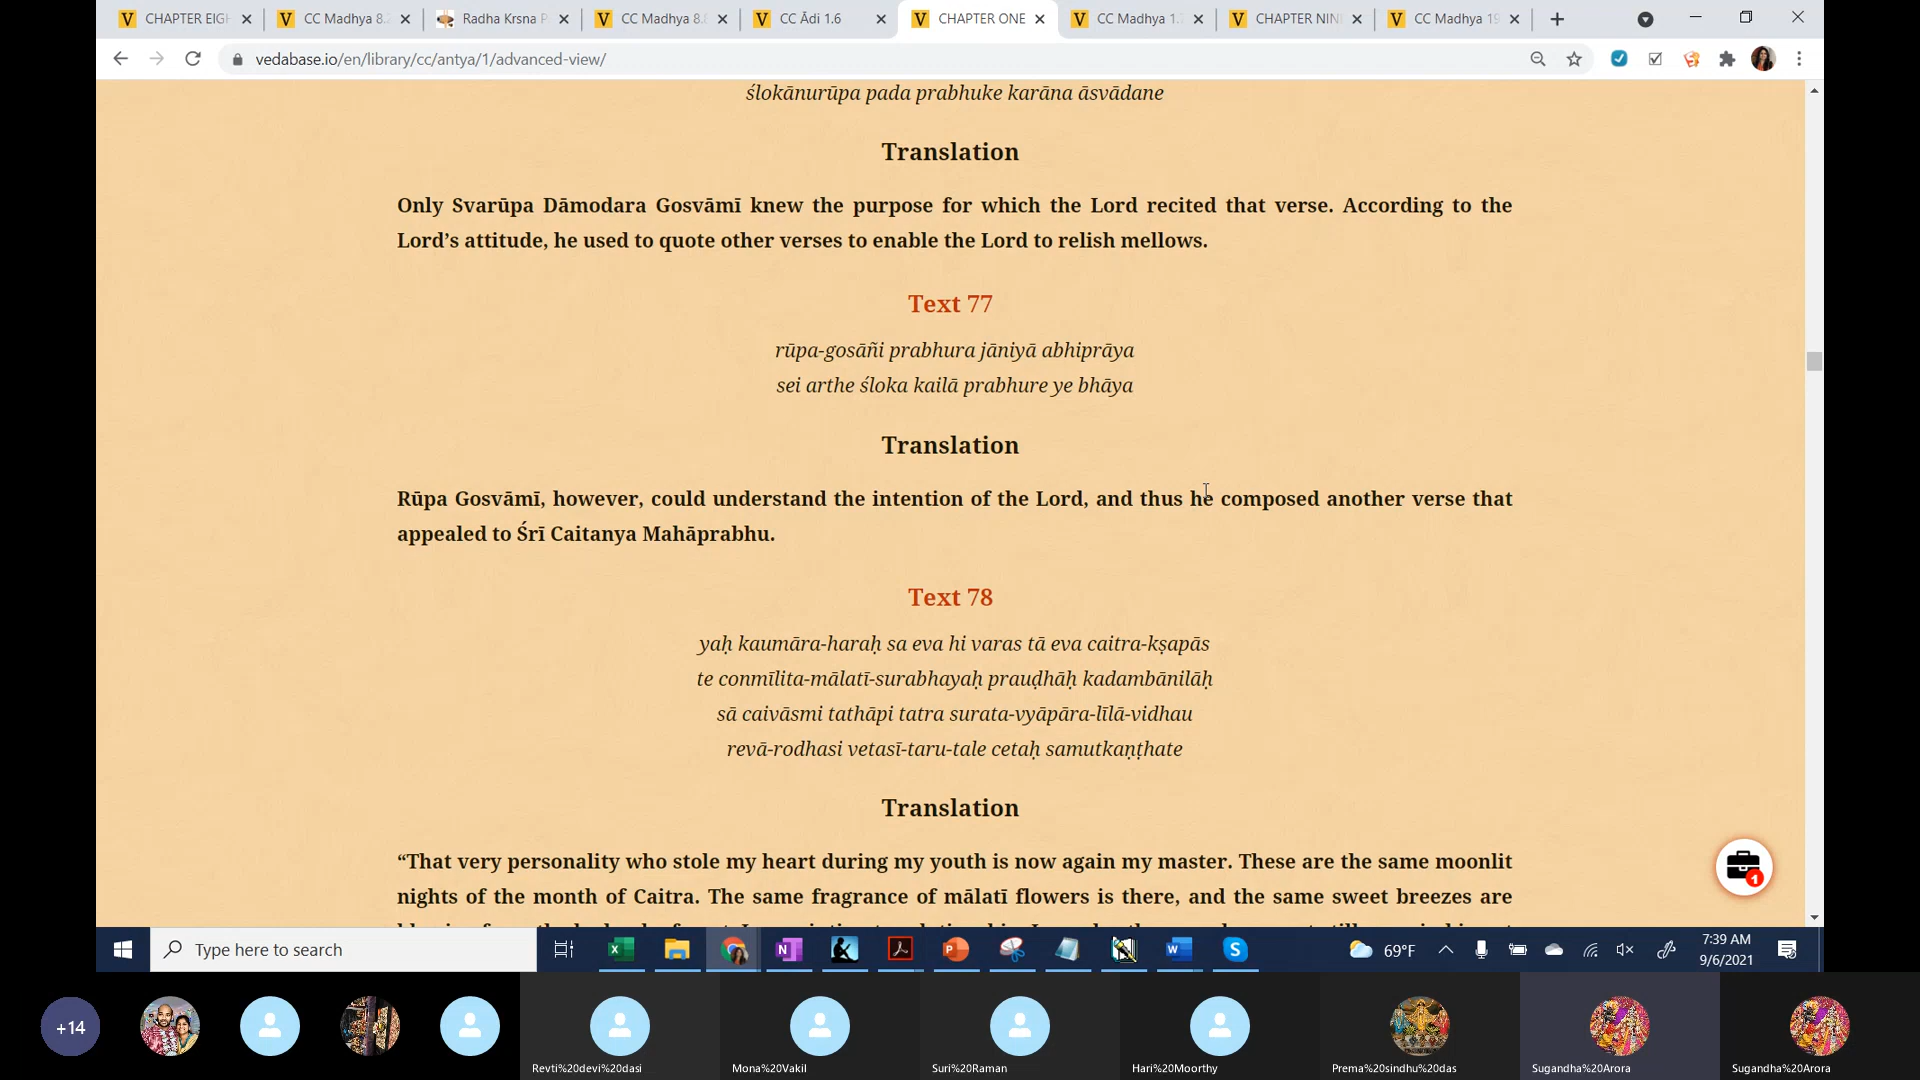 CHAPTER EIGH
CC Madhya 8.
Radha Krsna P
CC Madhya 8.
CC Ādi 1.6
CHAPTER ONE
CC Madhya 1.
CHAPTER NIN
CC Madhya 19
vedabase.io/en/library/cc/antya/1/advanced-view/
ślokānurūpa pada prabhuke karāna āsvādane
Translation
Only Svarūpa Dāmodara Gosvāmī knew the purpose for which the Lord recited that verse. According to the
Lord’s attitude, he used to quote other verses to enable the Lord to relish mellows.
Text 77
rūpa-gosāñi prabhura jāniyā abhiprāya
sei arthe śloka kailā prabhure ye bhāya
Translation
Rūpa Gosvāmī, however, could understand the intention of the Lord, and thus he composed another verse that
appealed to Śrī Caitanya Mahāprabhu.
Text 78
yaḥ kaumāra-haraḥ sa eva hi varas tā eva caitra-kṣapās
te conmīlita-mālatī-surabhayaḥ prauḍhāḥ kadambānilāḥ
sā caivāsmi tathāpi tatra surata-vyāpāra-līlā-vidhau
revā-rodhasi vetasī-taru-tale cetaḥ samutkaṇṭhate
Translation
“That very personality who stole my heart during my youth is now again my master. These are the same moonlit
nights of the month of Caitra. The same fragrance of mālatī flowers is there, and the same sweet breezes are
1
Type here to search
69°F
7:39 AM
9/6/2021
+14
Revti%20devi%20dasi
Mona%20Vakil
Suri%20Raman
Hari%20Moorthy
Prema%20sindhu%20das
Sugandha%20Arora
Sugandha%20Arora